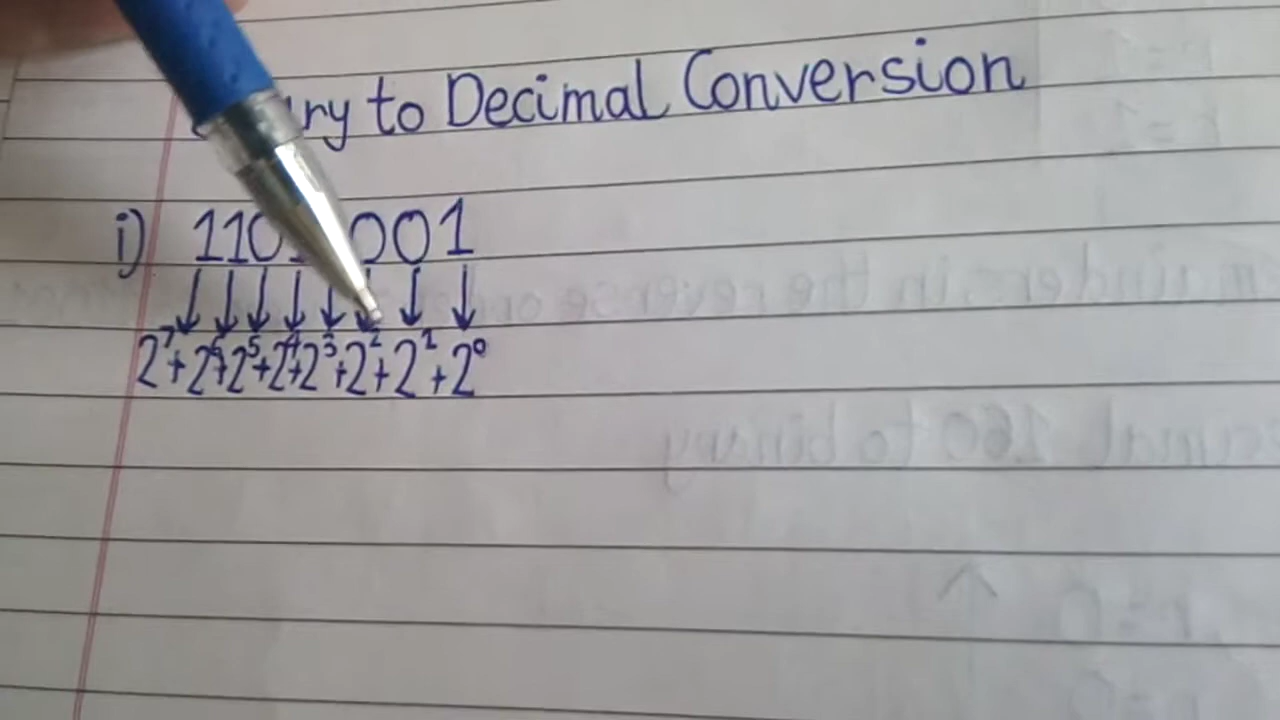 ry to Decimal Conversion
i) 110 001
2⁷+2⁶+2⁵+2⁴+2³+2²+2¹+2⁰